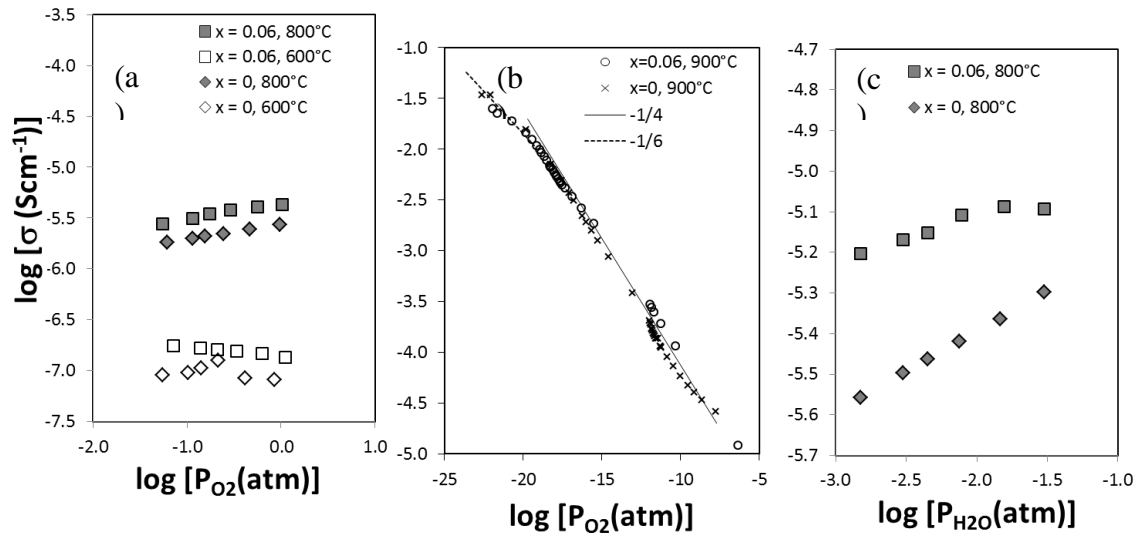 log [σ (Scm-1)]
(a
)
x = 0.06, 800°C
x = 0.06, 600°C
x = 0, 800°C
x = 0, 600°C
-3.5
-4.0
-4.5
-5.0
-5.5
-6.0
-6.5
-7.0
-7.5
-2.0 -1.0 0.0 1.0
log [PO2(atm)]
(b
)
x=0.06, 900°C
x=0, 900°C
-1/4
-1/6
-1.0
-1.5
-2.0
-2.5
-3.0
-3.5
-4.0
-4.5
-5.0
-25 -20 -15 -10 -5
log [PO2(atm)]
(c
)
x = 0.06, 800°C
x = 0, 800°C
-4.7
-4.8
-4.9
-5.0
-5.1
-5.2
-5.3
-5.4
-5.5
-5.6
-5.7
-3.0 -2.5 -2.0 -1.5 -1.0
log [PH2O(atm)]